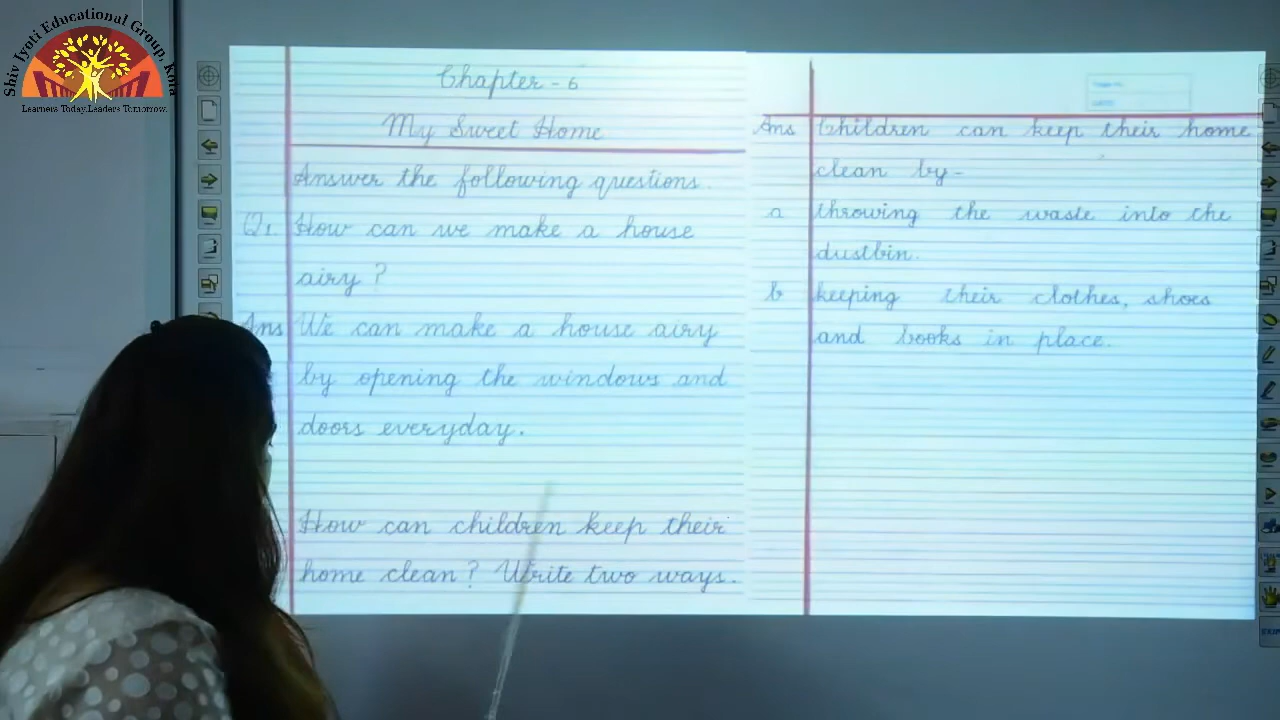 Shiv Jyoti Educational Group, Kota
Learners Today,Leaders Tomorrow.
Chapter - 6
My Sweet Home
Answer the following questions.
Q1 How can we make a house
airy ?
Ans We can make a house airy
by opening the windows and
doors everyday.
How can children keep their
home clean ? Write two ways.
Ans Children can keep their home
clean by-
a throwing the waste into the
dustbin.
b keeping their clothes, shoes
and books in place.